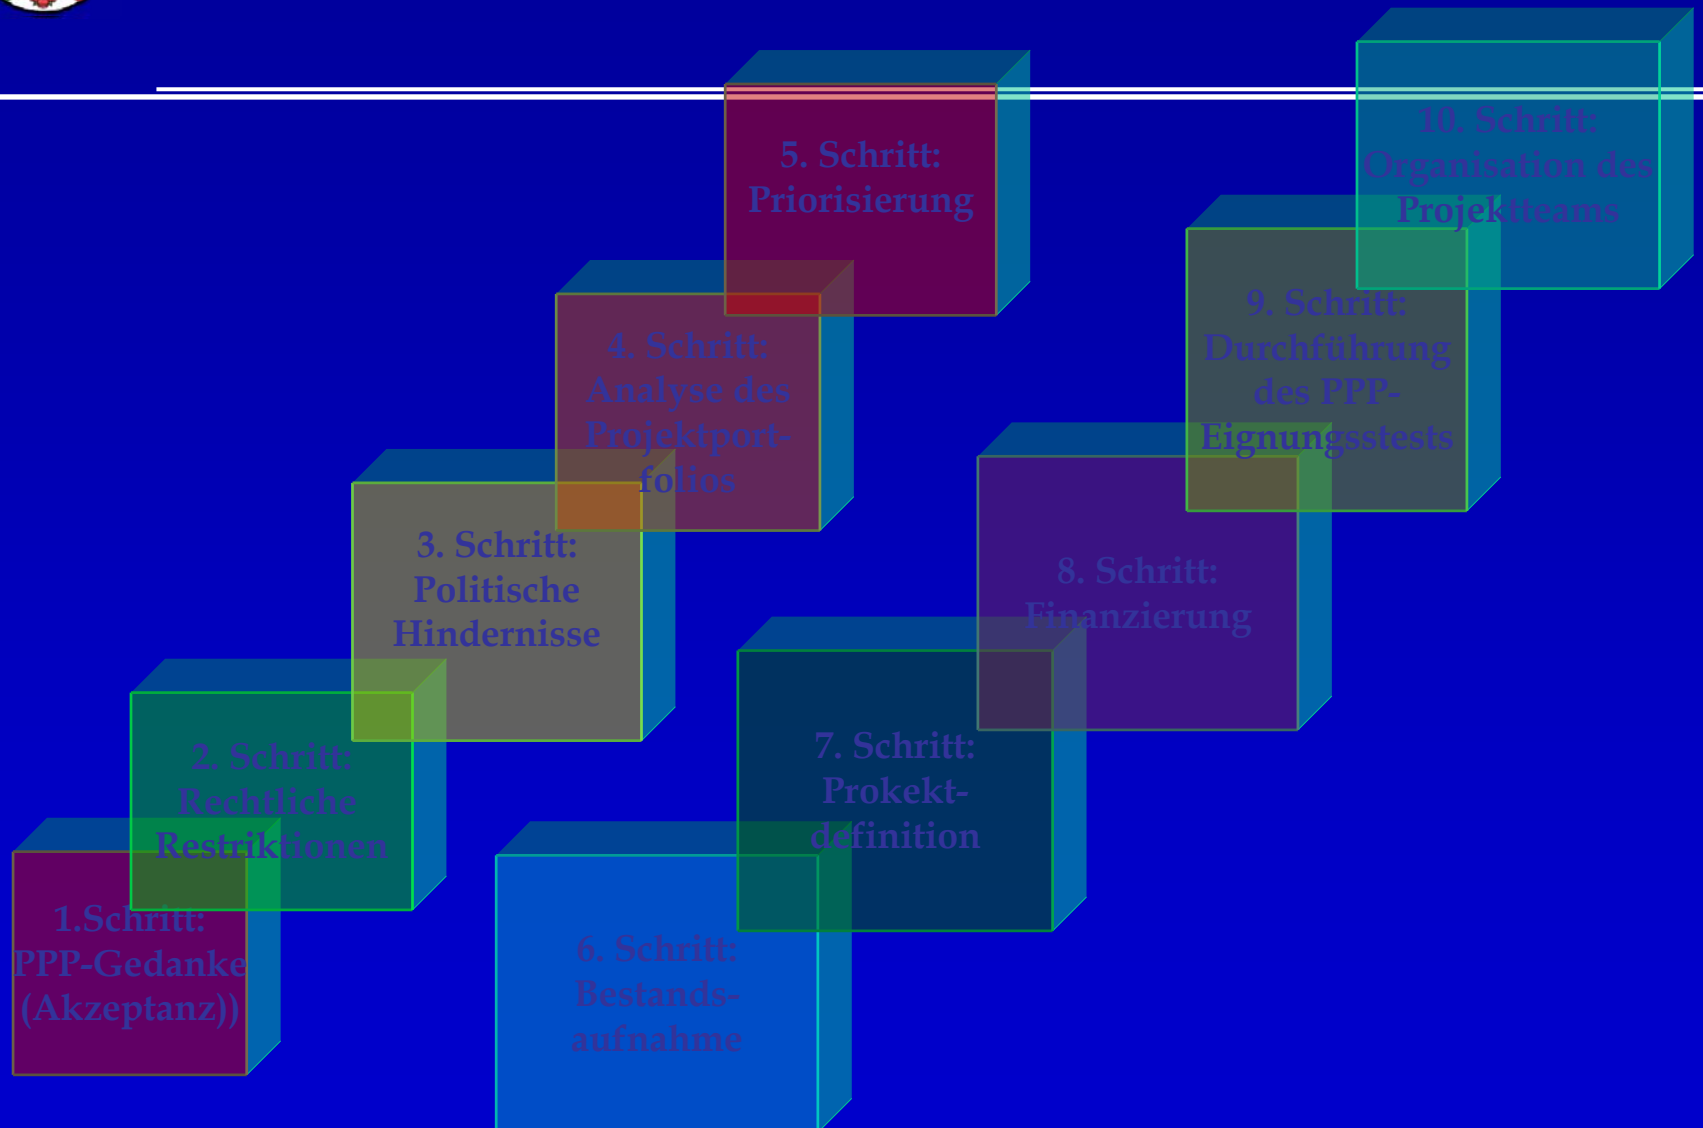 1.Schritt:
PPP-Gedanke
(Akzeptanz))
2. Schritt:
Rechtliche
Restriktionen
3. Schritt:
Politische
Hindernisse
4. Schritt:
Analyse des
Projektport-
folios
5. Schritt:
Priorisierung
6. Schritt:
Bestands-
aufnahme
7. Schritt:
Prokekt-
definition
8. Schritt:
Finanzierung
9. Schritt:
Durchführung
des PPP-
Eignungsstests
10. Schritt:
Organisation des
Projektteams